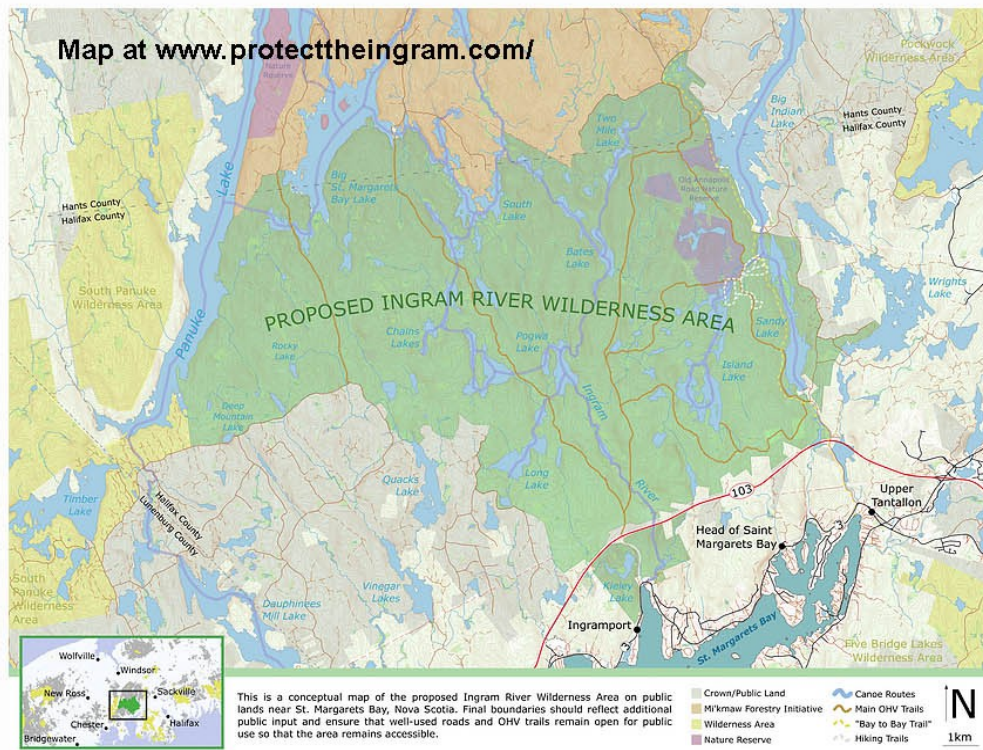 Map at www.protecttheingram.com/
Nature
Reserve
Pockwock
Wilderness Area
Big
Indian
Lake
Hants County
Halifax County
Two
Mile
Lake
Big
St. Margarets
Bay Lake
Old Annapolis
Road Nature
Reserve
Hants County
Halifax County
South
Lake
Bates
Lake
South Panuke
Wilderness Area
Panuke Lake
Wrights
Lake
PROPOSED INGRAM RIVER WILDERNESS AREA
Sandy
Lake
Chains
Lakes
Pogwa
Lake
Rocky
Lake
Island
Lake
Ingram River
Deep
Mountain
Lake
Long
Lake
Quacks
Lake
Timber
Lake
Halifax County
Lunenburg County
103
Upper
Tantallon
3
Head of Saint
Margarets Bay
South
Panuke
Wilderness
Area
Vinegar
Lakes
Kieley
Lake
Dauphinees
Mill Lake
Ingramport
3
St. Margarets Bay
Five Bridge Lakes
Wilderness Area
Wolfville
Windsor
New Ross
Sackville
Chester
Halifax
Bridgewater
This is a conceptual map of the proposed Ingram River Wilderness Area on public
lands near St. Margarets Bay, Nova Scotia. Final boundaries should reflect additional
public input and ensure that well-used roads and OHV trails remain open for public
use so that the area remains accessible.
Crown/Public Land
Mi'kmaw Forestry Initiative
Wilderness Area
Nature Reserve
Canoe Routes
Main OHV Trails
"Bay to Bay Trail"
Hiking Trails
N
1km